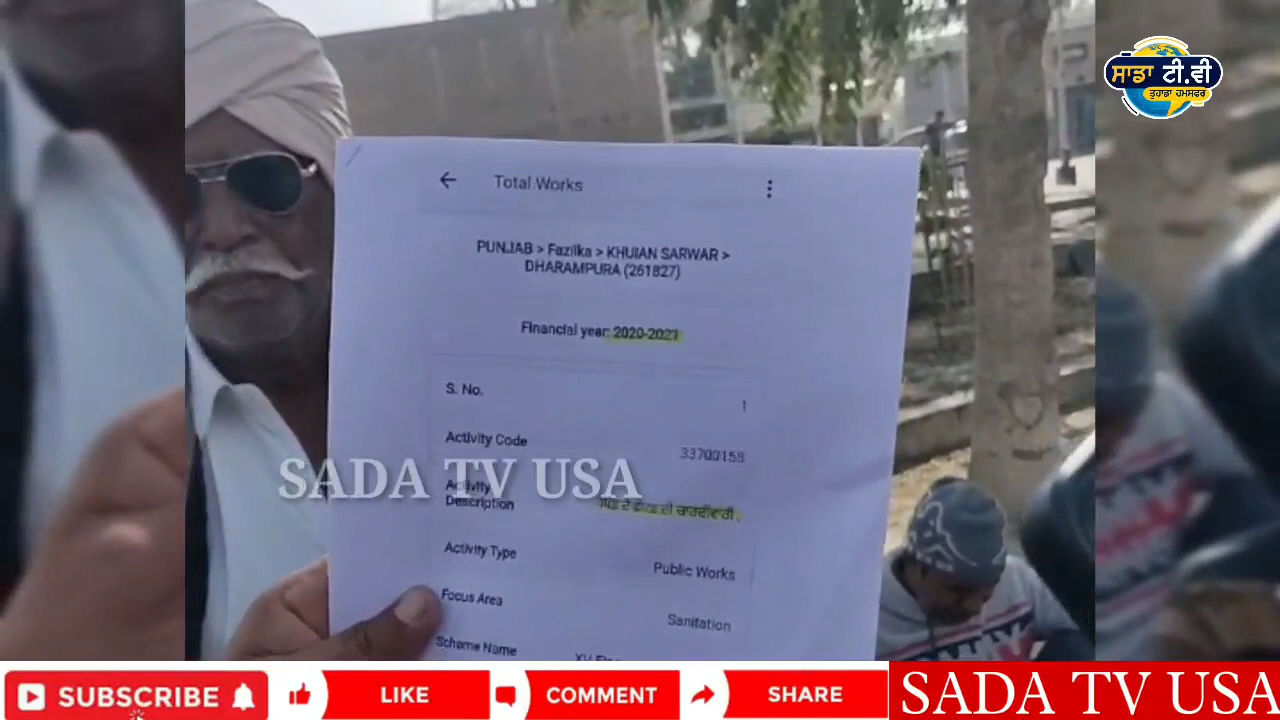 ਸਾਡਾ ਟੀ.ਵੀ
ਤੁਹਾਡਾ ਹਮਸਫਰ
Total Works
PUNJAB > Fazilka > KHUIAN SARWAR >
DHARAMPURA (261827)
Financial year: 2020-2021
S. No.
1
Activity Code
33700158
Activity
Description
ਦੀ ਚਾਰਦੀਵਾਰੀ .
Activity Type
Public Works
Focus Area
Sanitation
Scheme Name
SADA TV USA
SUBSCRIBE
LIKE
COMMENT
SHARE
SADA TV USA